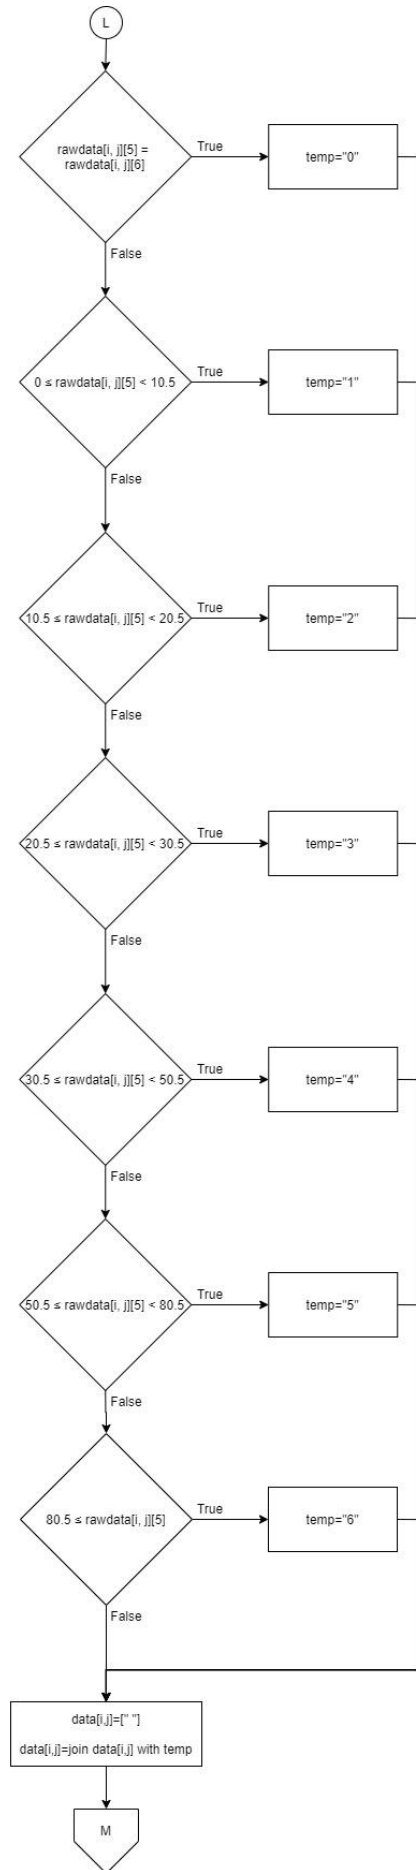 L
rawdata[i, j][5] =
rawdata[i, j][6]
True
temp="0"
False
0 ≤ rawdata[i, j][5] < 10.5
True
temp="1"
False
10.5 ≤ rawdata[i, j][5] < 20.5
True
temp="2"
False
20.5 ≤ rawdata[i, j][5] < 30.5
True
temp="3"
False
30.5 ≤ rawdata[i, j][5] < 50.5
True
temp="4"
False
50.5 ≤ rawdata[i, j][5] < 80.5
True
temp="5"
False
80.5 ≤ rawdata[i, j][5]
True
temp="6"
False
data[i,j]=[" "]
data[i,j]=join data[i,j] with temp
M